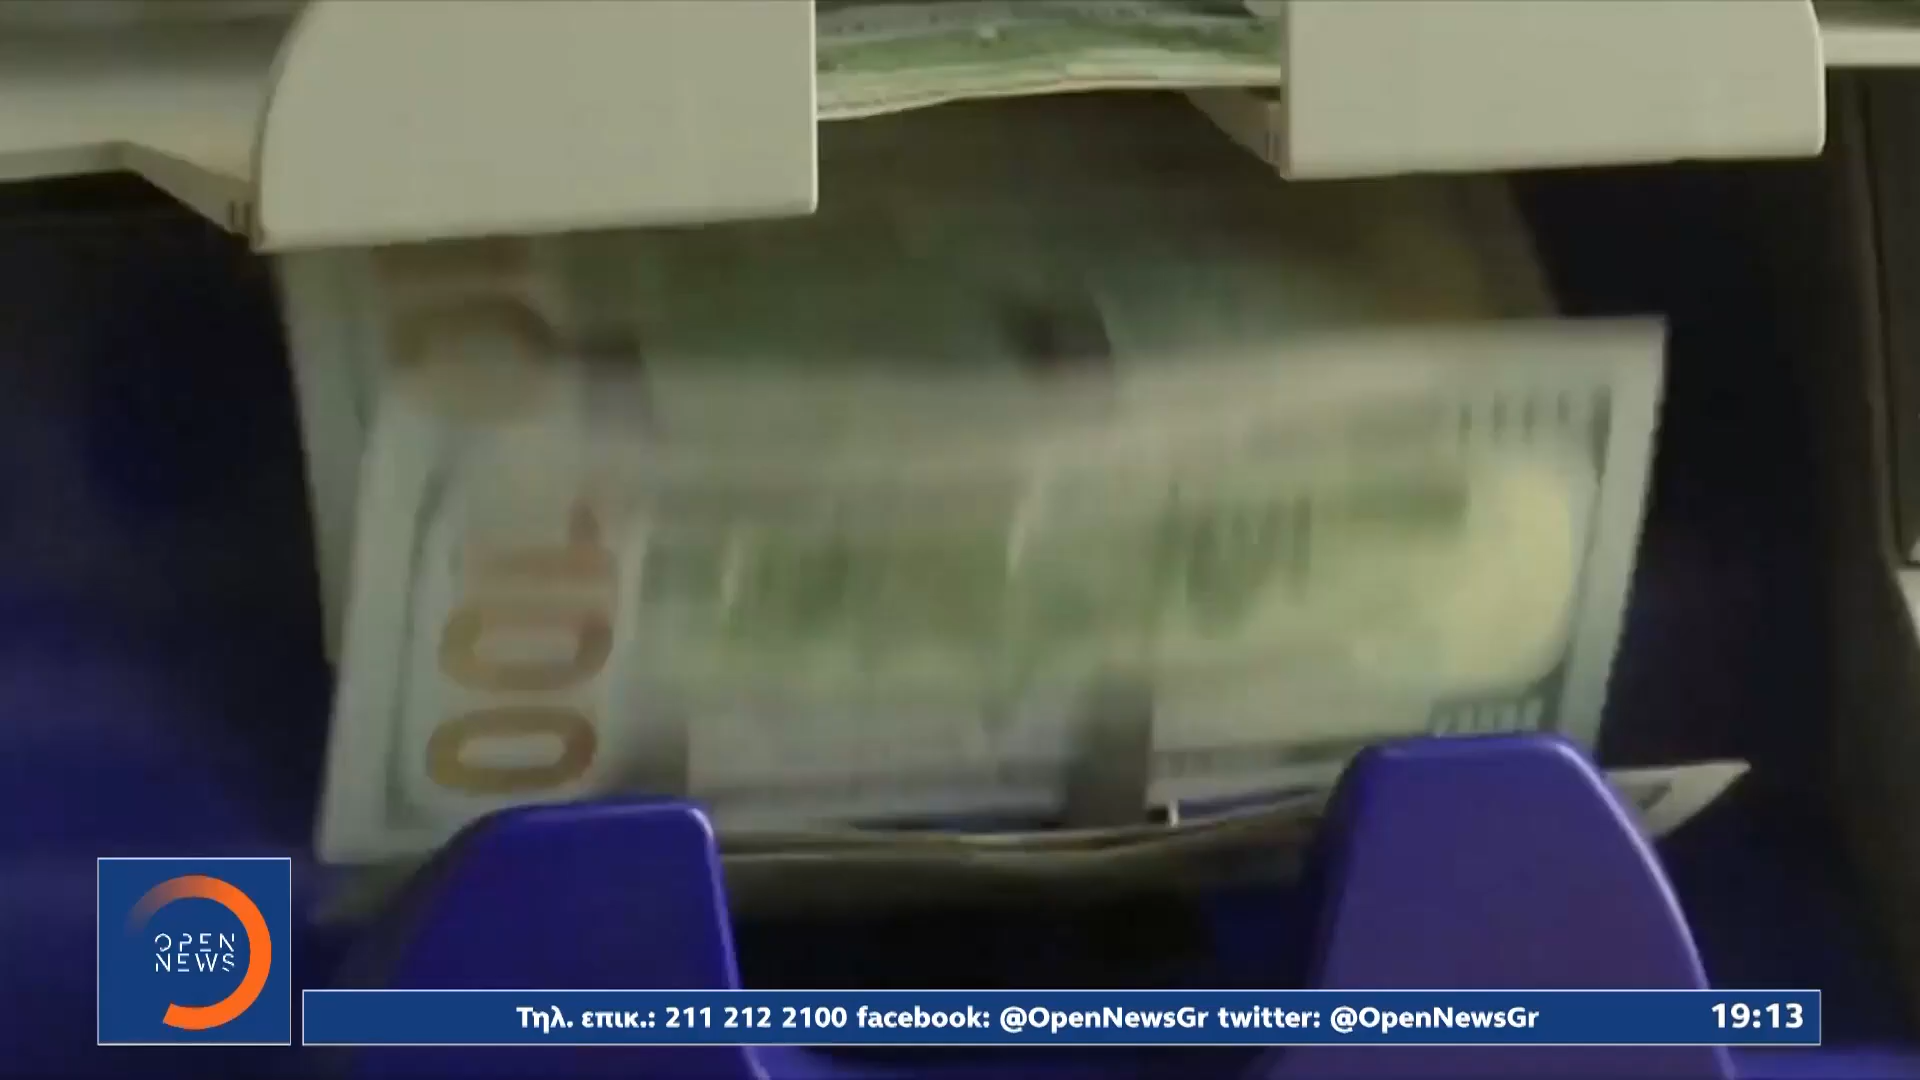 100
OPEN
NEWS
Τηλ. επικ.: 211 212 2100 facebook: @OpenNewsGr twitter: @OpenNewsGr
19:13